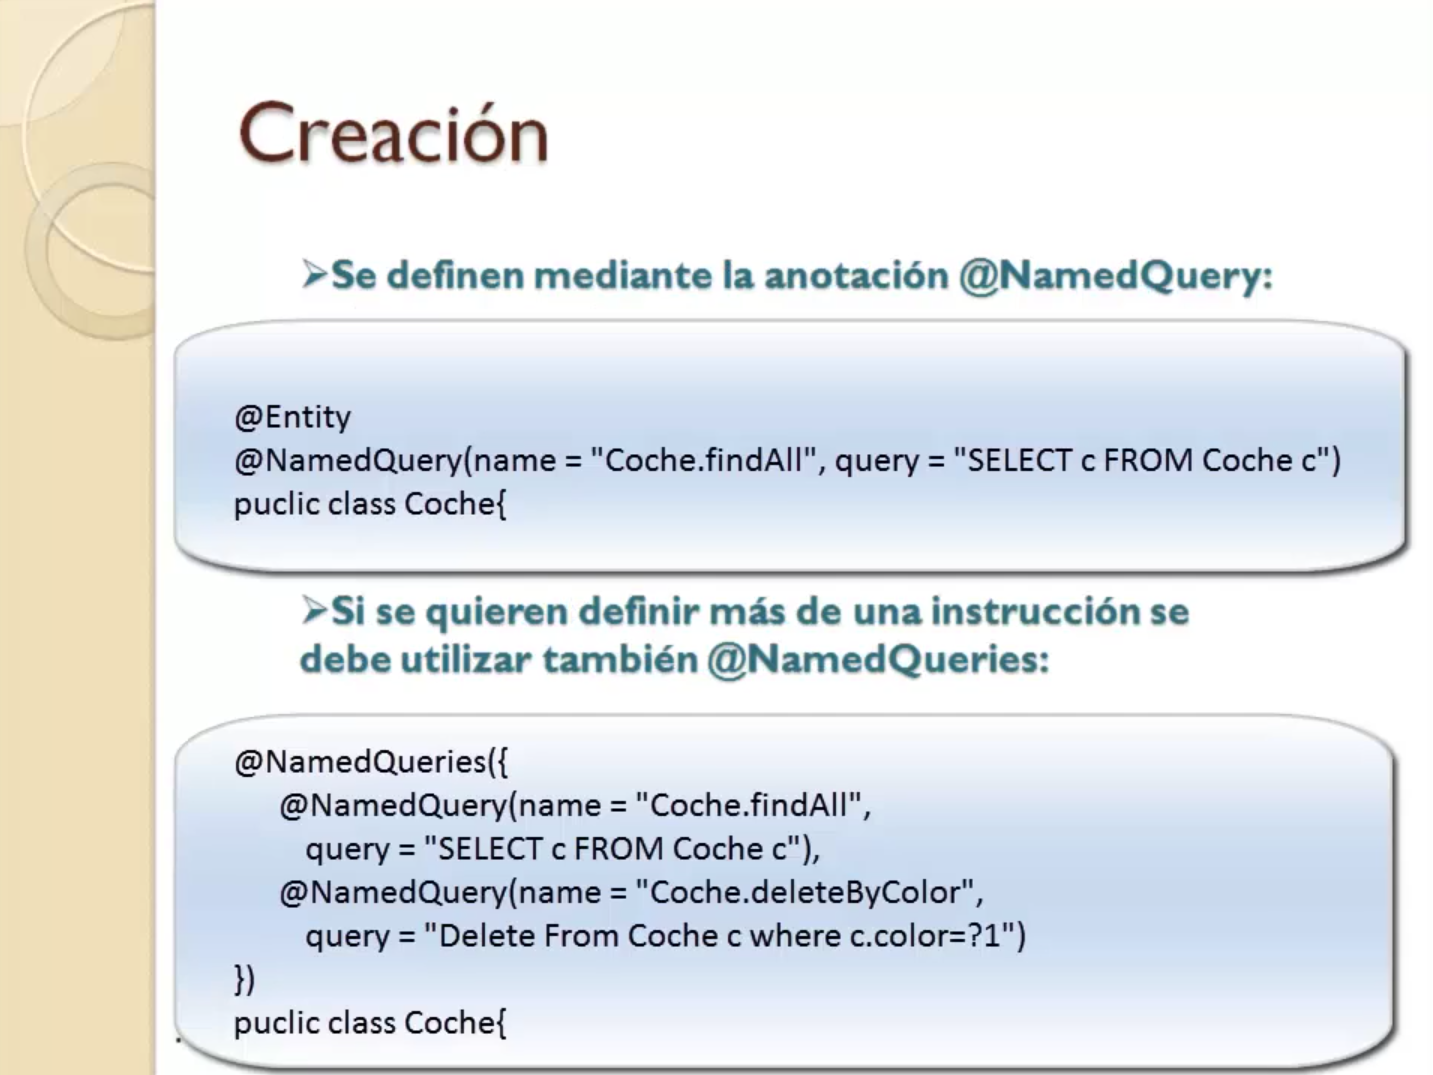 Creación
➢Se definen mediante la anotación @NamedQuery:
@Entity
@NamedQuery(name = "Coche.findAll", query = "SELECT c FROM Coche c")
puclic class Coche{
➢Si se quieren definir más de una instrucción se
debe utilizar también @NamedQueries:
@NamedQueries({
@NamedQuery(name = "Coche.findAll",
query = "SELECT c FROM Coche c"),
@NamedQuery(name = "Coche.deleteByColor",
query = "Delete From Coche c where c.color=?1")
})
puclic class Coche{